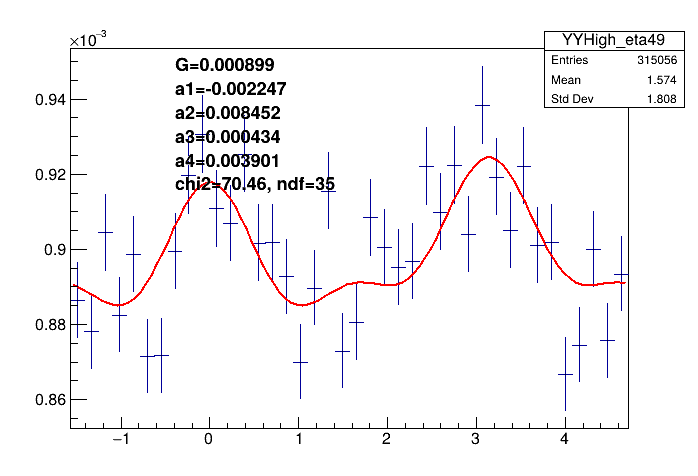 ×10⁻³
YYHigh_eta49
Entries 315056
Mean 1.574
Std Dev 1.808
G=0.000899
a1=-0.002247
a2=0.008452
a3=0.000434
a4=0.003901
chi2=70.46, ndf=35
0.94
0.92
0.9
0.88
0.86
−1 0 1 2 3 4